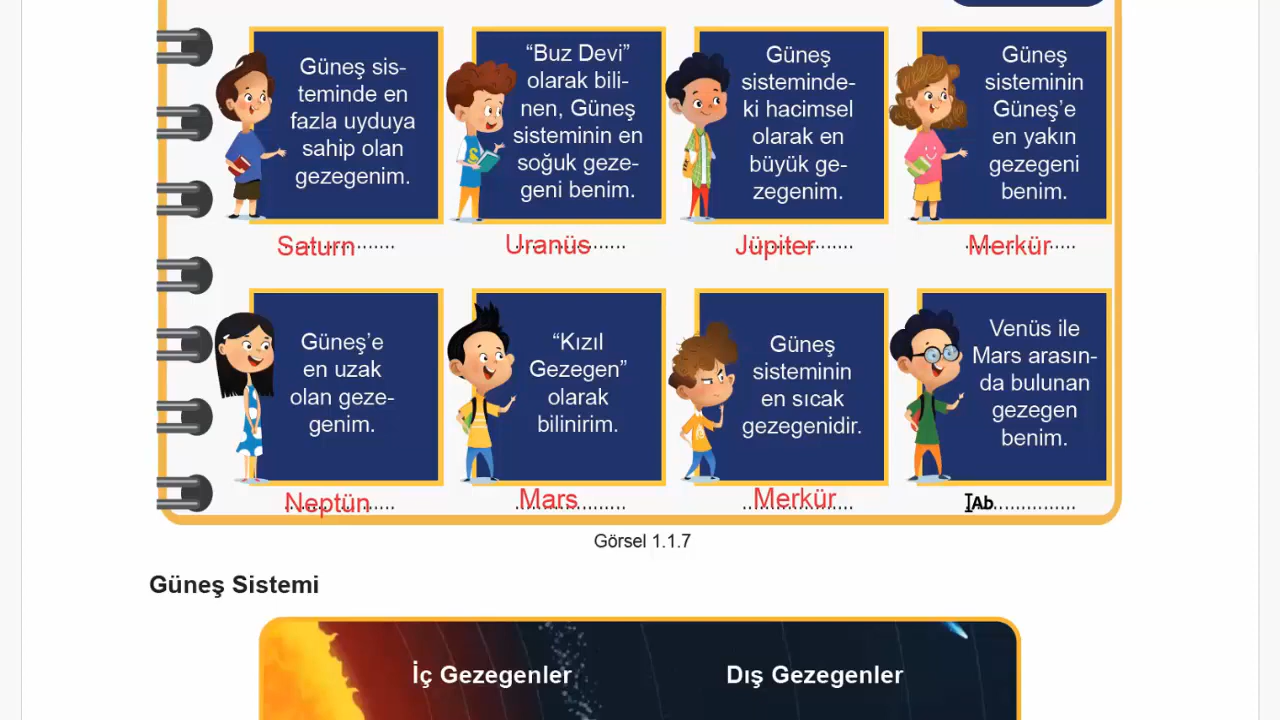 Güneş sis-
teminde en
fazla uyduya
sahip olan
gezegenim.
Saturn
“Buz Devi”
olarak bili-
nen, Güneş
sisteminin en
soğuk geze-
geni benim.
Uranüs
Güneş
sisteminde-
ki hacimsel
olarak en
büyük ge-
zegenim.
Jüpiter
Güneş
sisteminin
Güneş’e
en yakın
gezegeni
benim.
Merkür
Güneş’e
en uzak
olan geze-
genim.
Neptün
“Kızıl
Gezegen”
olarak
bilinirim.
Mars
Güneş
sisteminin
en sıcak
gezegenidir.
Merkür
Venüs ile
Mars arasın-
da bulunan
gezegen
benim.
Ab
Görsel 1.1.7
Güneş Sistemi
İç Gezegenler
Dış Gezegenler